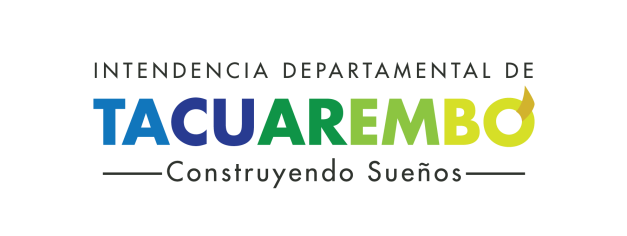 INTENDENCIA DEPARTAMENTAL DE
TACUAREMBÓ
Construyendo Sueños